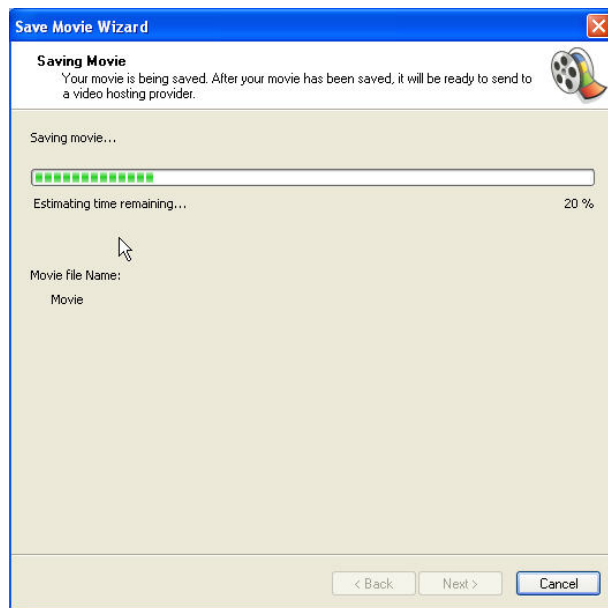 Save Movie Wizard
Saving Movie
Your movie is being saved. After your movie has been saved, it will be ready to send to
a video hosting provider.
Saving movie...
Estimating time remaining...
20 %
Movie file Name:
Movie
< Back
Next >
Cancel